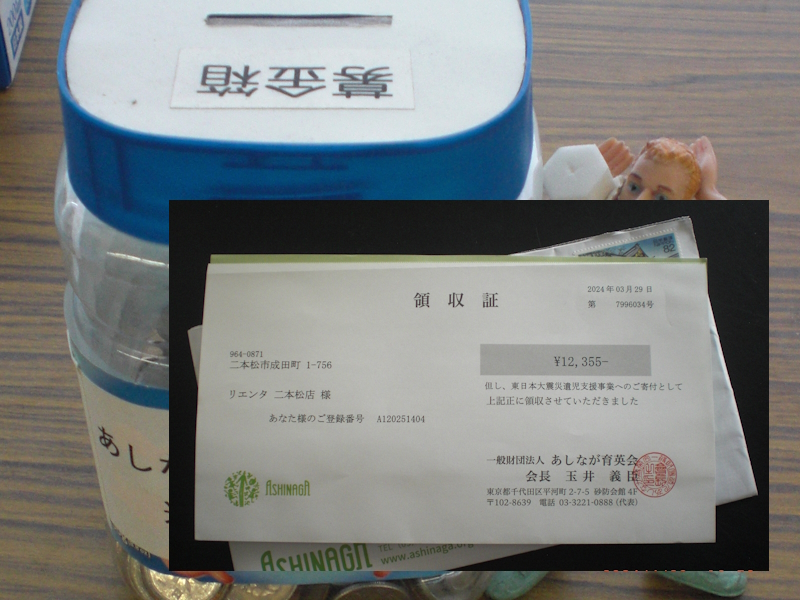 募金箱
あしな
領収証
2024年03月29日
第 7996034号
964-0871
二本松市成田町 1-756
リエンタ 二本松店 様
あなた様のご登録番号 A120251404
¥12,355-
但し、東日本大震災遺児支援事業へのご寄付として
上記正に領収させていただきました
一般財団法人 あしなが育英会
会長 玉井 義臣
東京都千代田区平河町 2-7-5 砂防会館 4F
〒102-8639 電話 03-3221-0888 (代表)
ASHINAGA
82
ASHINAGA
TEL
www.ashinaga.org